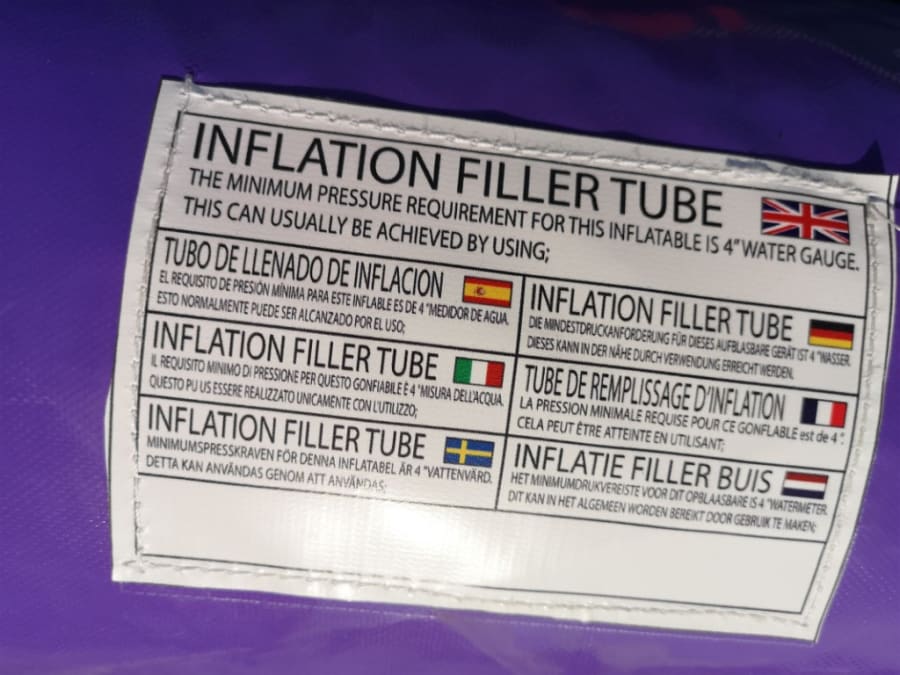 INFLATION FILLER TUBE
THE MINIMUM PRESSURE REQUIREMENT FOR THIS INFLATABLE IS 4" WATER GAUGE.
THIS CAN USUALLY BE ACHIEVED BY USING;
TUBO DE LLENADO DE INFLACION
EL REQUISITO DE PRESIÓN MÍNIMA PARA ESTE INFLABLE ES DE 4 "MEDIDOR DE AGUA.
ESTO NORMALMENTE PUEDE SER ALCANZADO POR EL USO;
INFLATION FILLER TUBE
IL REQUISITO MINIMO DI PRESSIONE PER QUESTO GONFIABILE È 4 "MISURA DELL'ACQUA.
QUESTO PU US ESSERE REALIZZATO UNICAMENTE CON L'UTILIZZO;
INFLATION FILLER TUBE
MINIMUMSPRESSKRAVEN FÖR DENNA INFLATABEL ÄR 4 "VATTENVÄRD.
DETTA KAN ANVÄNDAS GENOM ATT ANVÄNDAS;
INFLATION FILLER TUBE
DIE MINDESTDRUCKANFORDERUNG FÜR DIESES AUFBLASBARE GERÄT IST 4 "WASSER.
DIESES KANN IN DER NÄHE DURCH VERWENDUNG ERREICHT WERDEN.
TUBE DE REMPLISSAGE D'INFLATION
LA PRESSION MINIMALE REQUISE POUR CE GONFLABLE est de 4 ".
CELA PEUT ÊTRE ATTEINTE EN UTILISANT;
INFLATIE FILLER BUIS
HET MINIMUMDRUKVEREISTE VOOR DIT OPBLAASBARE IS 4 "WATERMETER.
DIT KAN IN HET ALGEMEEN WORDEN BEREIKT DOOR GEBRUIK TE MAKEN;